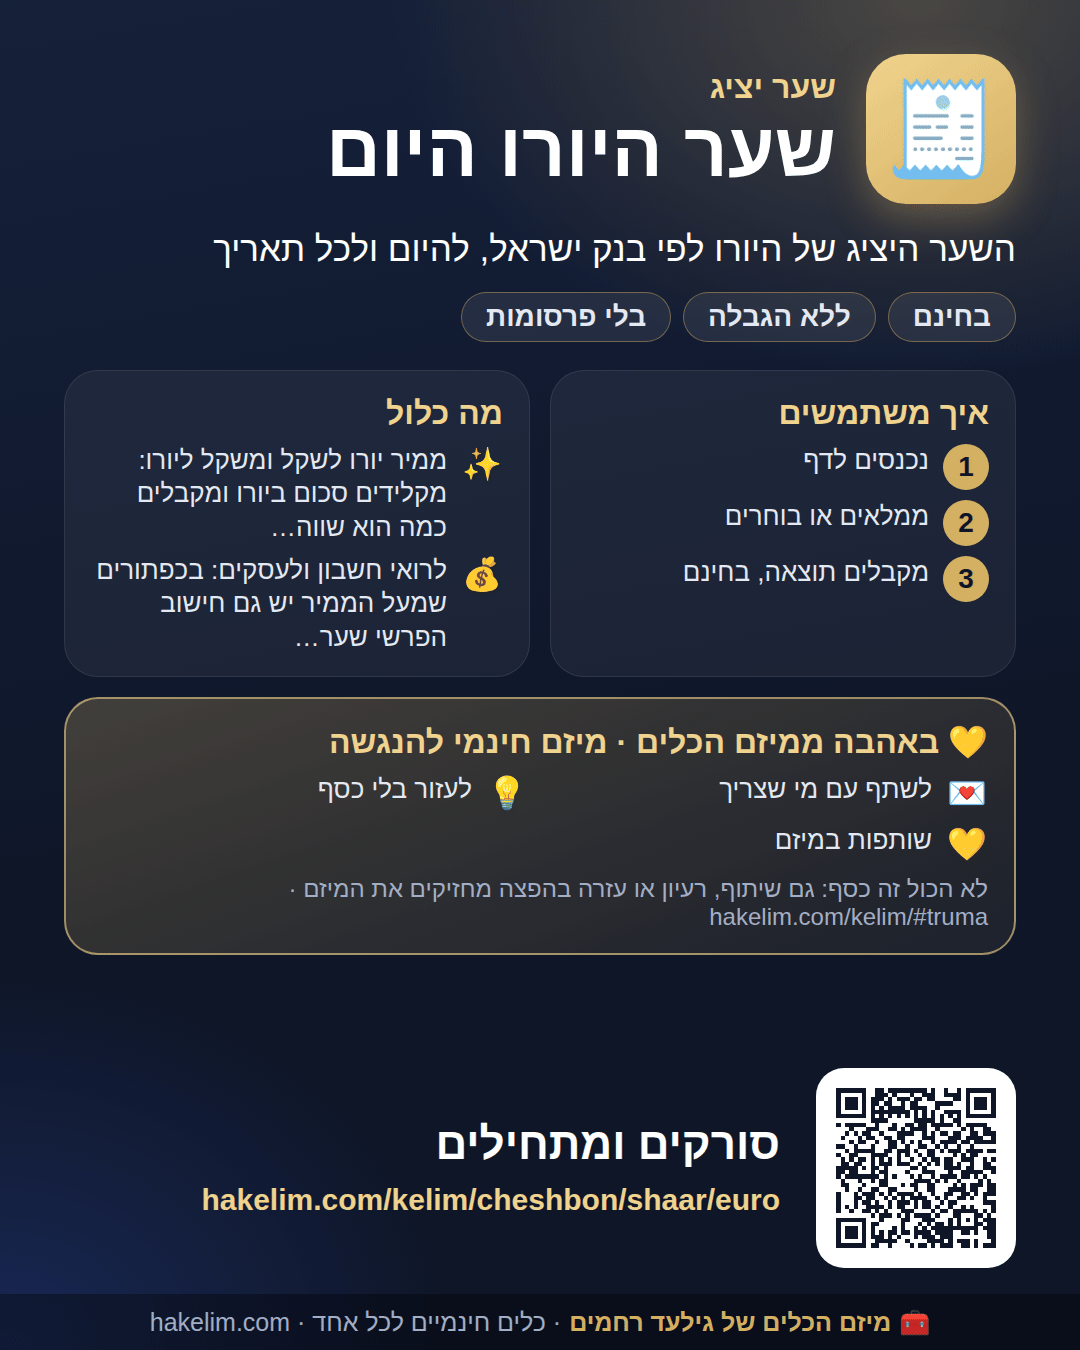 שער יציג
שער היורו היום
השער היציג של היורו לפי בנק ישראל, להיום ולכל תאריך
בחינם
ללא הגבלה
בלי פרסומות
איך משתמשים
1 נכנסים לדף
2 ממלאים או בוחרים
3 מקבלים תוצאה, בחינם
מה כלול
ממיר יורו לשקל ומשקל ליורו:
מקלידים סכום ביורו ומקבלים
כמה הוא שווה…
לרואי חשבון ולעסקים: בכפתורים
שמעל הממיר יש גם חישוב
הפרשי שער…
💛 באהבה ממיזם הכלים · מיזם חינמי להנגשה
לשתף עם מי שצריך
לעזור בלי כסף
שותפות במיזם
לא הכול זה כסף: גם שיתוף, רעיון או עזרה בהפצה מחזיקים את המיזם ·
hakelim.com/kelim/#truma
סורקים ומתחילים
hakelim.com/kelim/cheshbon/shaar/euro
🧰 מיזם הכלים של גילעד רחמים · כלים חינמיים לכל אחד · hakelim.com